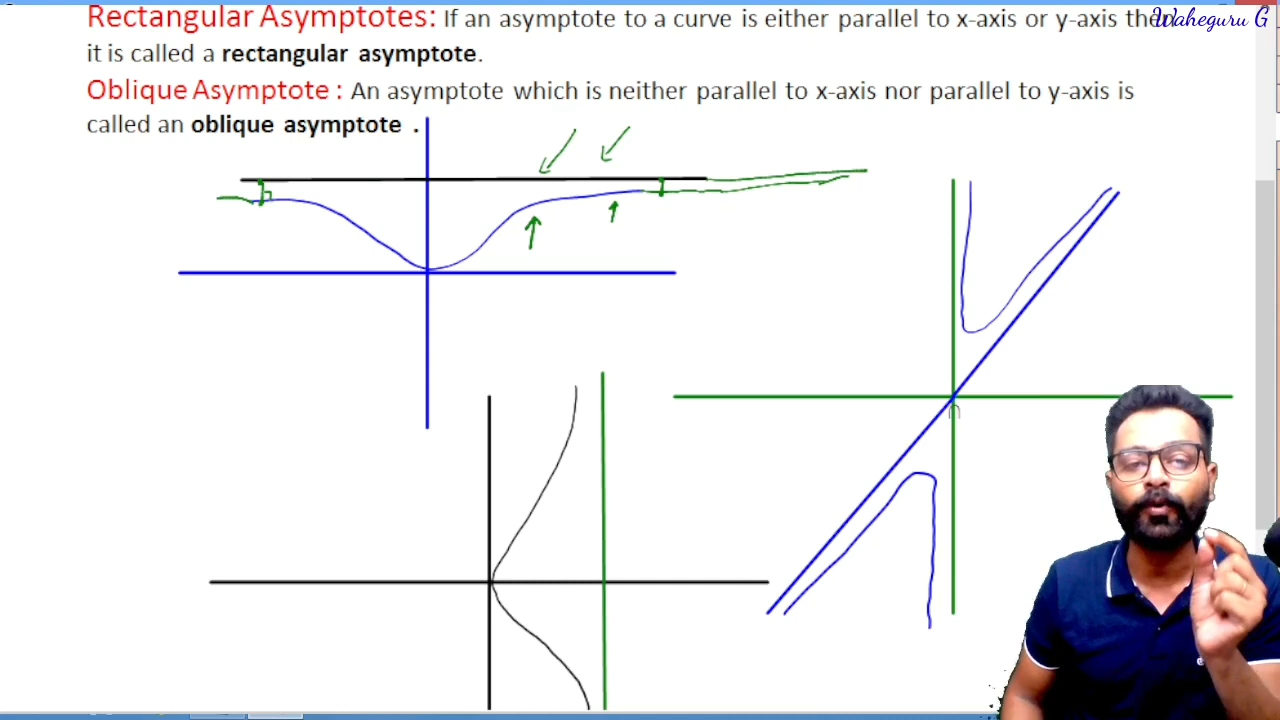 Rectangular Asymptotes: If an asymptote to a curve is either parallel to x-axis or y-axis then
Waheguru G
it is called a rectangular asymptote.
Oblique Asymptote : An asymptote which is neither parallel to x-axis nor parallel to y-axis is
called an oblique asymptote .